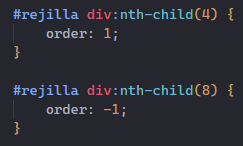 #rejilla div:nth-child(4) {
    order: 1;
}

#rejilla div:nth-child(8) {
    order: -1;
}